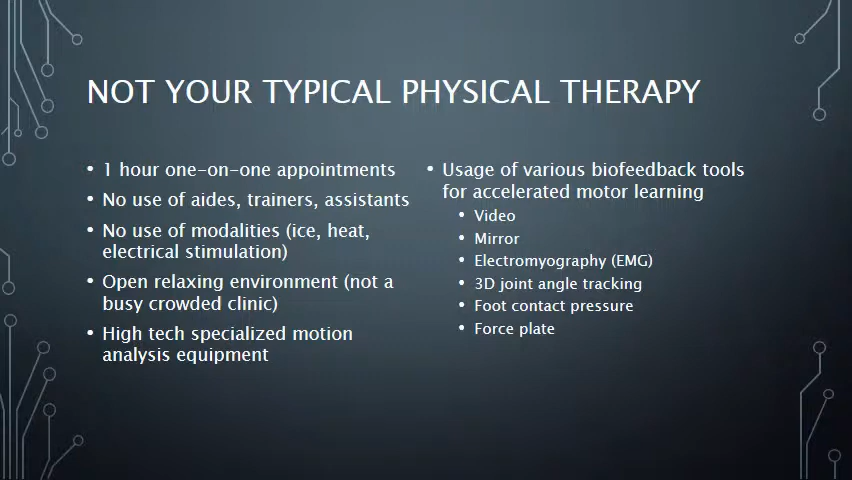 NOT YOUR TYPICAL PHYSICAL THERAPY
• 1 hour one-on-one appointments
• No use of aides, trainers, assistants
• No use of modalities (ice, heat,
electrical stimulation)
• Open relaxing environment (not a
busy crowded clinic)
• High tech specialized motion
analysis equipment
• Usage of various biofeedback tools
for accelerated motor learning
• Video
• Mirror
• Electromyography (EMG)
• 3D joint angle tracking
• Foot contact pressure
• Force plate